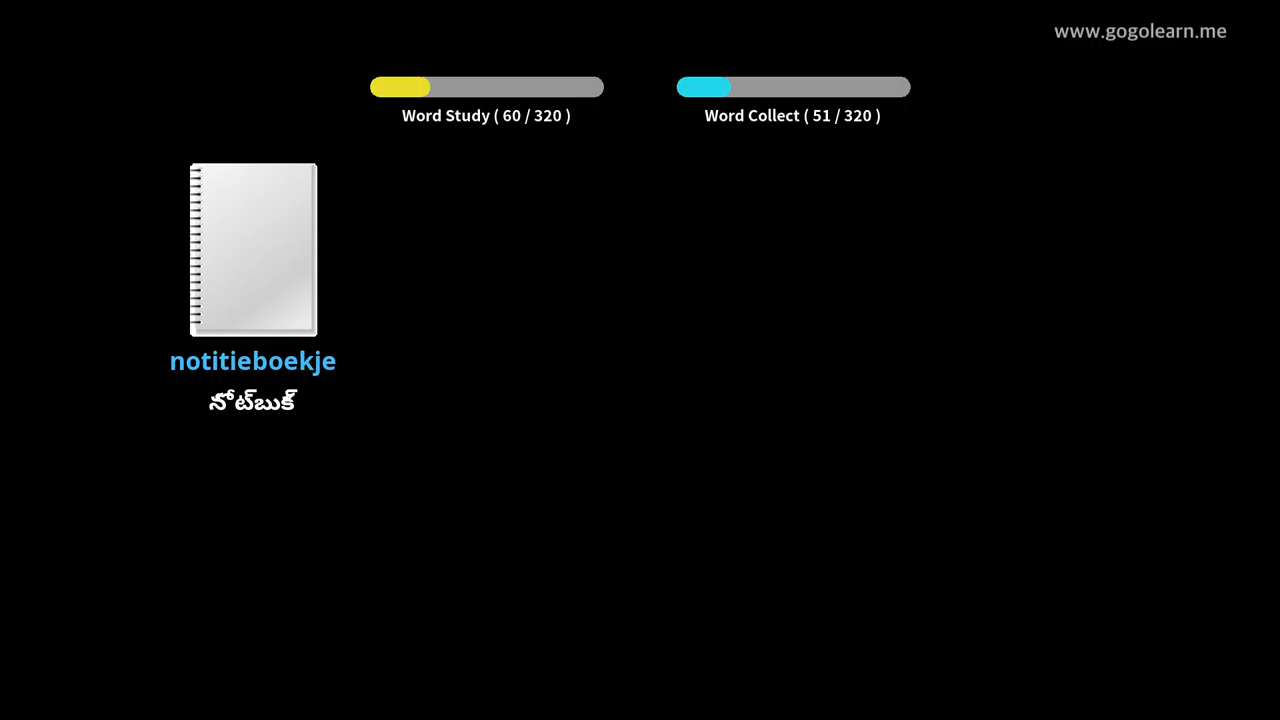 www.gogolearn.me
Word Study ( 60 / 320 )
Word Collect ( 51 / 320 )
notitieboekje
నోట్‌బుక్